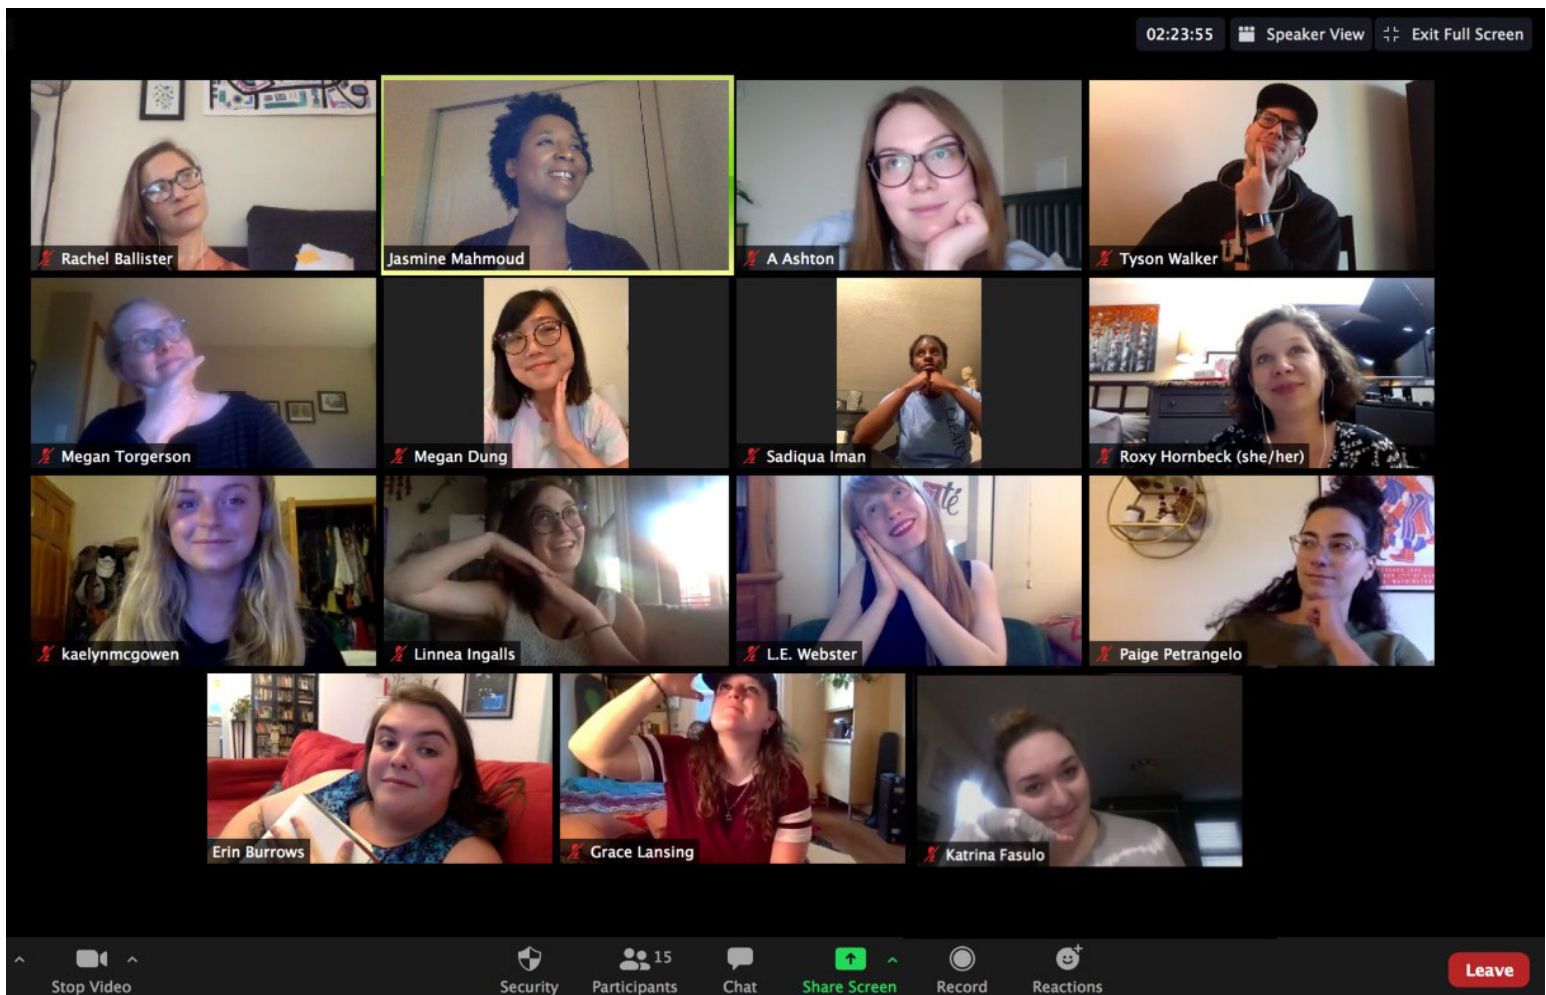 02:23:55 Speaker View Exit Full Screen
Rachel Ballister
Jasmine Mahmoud
A Ashton
Tyson Walker
Megan Torgerson
Megan Dung
Sadiqua Iman
Roxy Hornbeck (she/her)
kaelynmcgowen
té
Linnea Ingalls
L.E. Webster
Paige Petrangelo
Erin Burrows
Grace Lansing
Katrina Fasulo
Stop Video
Security
Participants 15
Chat
Share Screen
Record
Reactions
Leave